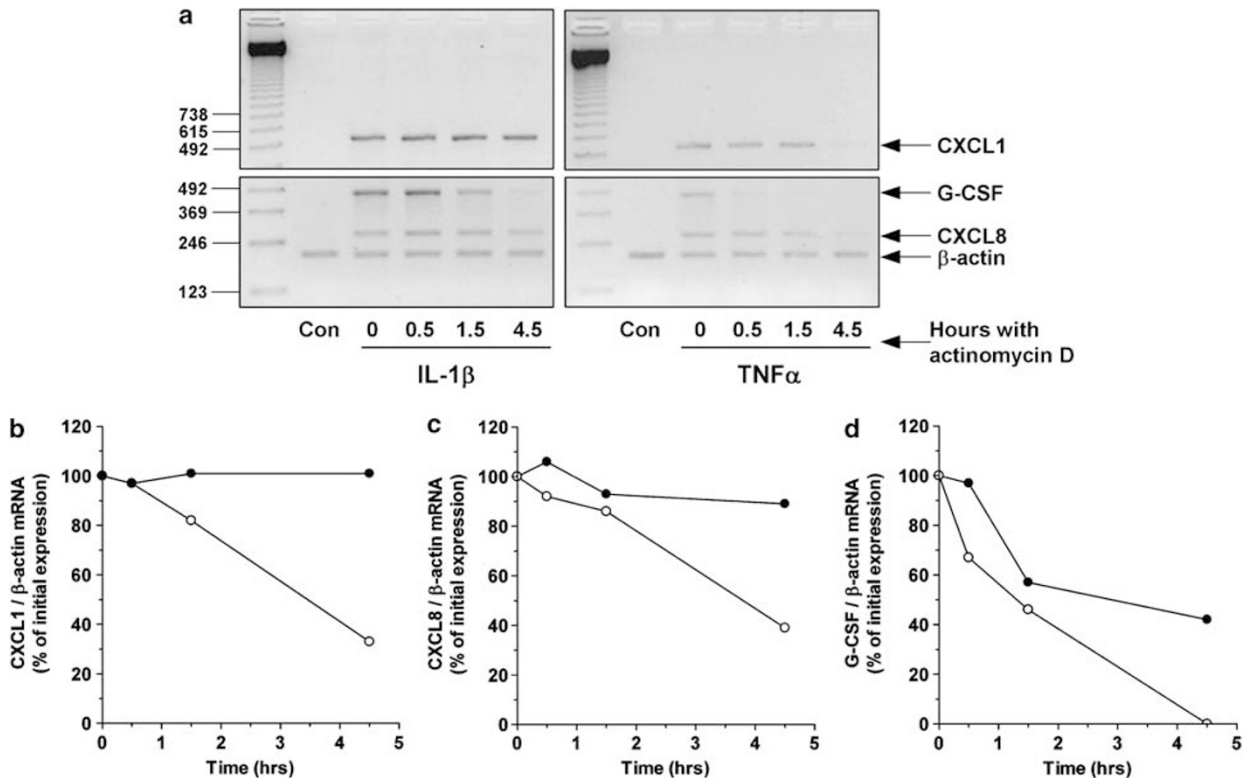 a
738
615
492
CXCL1
492
369
246
123
G-CSF
CXCL8
β-actin
Con 0 0.5 1.5 4.5
Con 0 0.5 1.5 4.5
Hours with
actinomycin D
IL-1β
TNFα
b
CXCL1 / β-actin mRNA
(% of initial expression)
120
100
80
60
40
20
0
0 1 2 3 4 5
Time (hrs)
c
CXCL8 / β-actin mRNA
(% of initial expression)
120
100
80
60
40
20
0
0 1 2 3 4 5
Time (hrs)
d
G-CSF / β-actin mRNA
(% of initial expression)
120
100
80
60
40
20
0
0 1 2 3 4 5
Time (hrs)